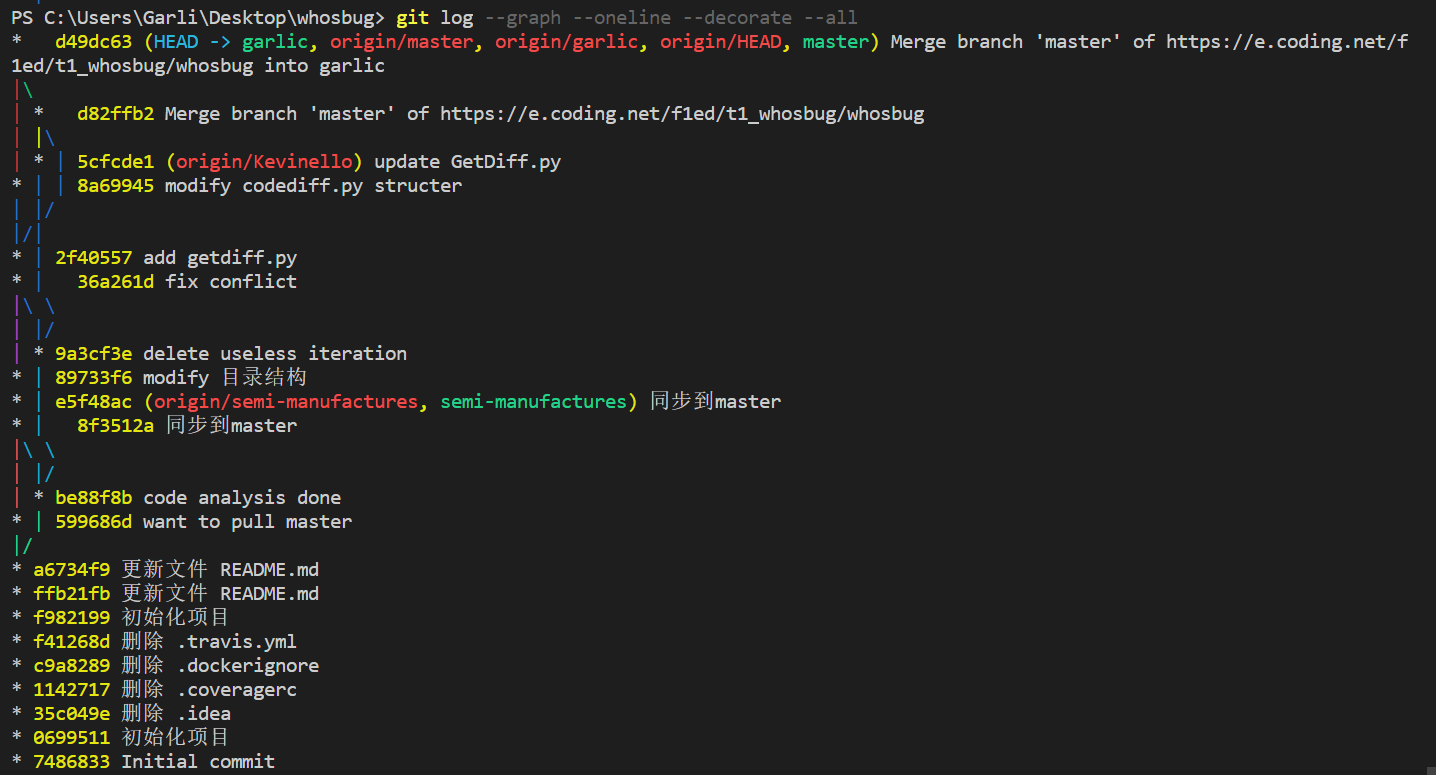 PS C:\Users\Garli\Desktop\whosbug> git log --graph --oneline --decorate --all
*   d49dc63 (HEAD -> garlic, origin/master, origin/garlic, origin/HEAD, master) Merge branch 'master' of https://e.coding.net/f
1ed/t1_whosbug/whosbug into garlic
|\
| *   d82ffb2 Merge branch 'master' of https://e.coding.net/f1ed/t1_whosbug/whosbug
| |\
| * | 5cfcde1 (origin/Kevinello) update GetDiff.py
* | | 8a69945 modify codediff.py structer
| |/
|/|
* | 2f40557 add getdiff.py
* |   36a261d fix conflict
|\ \
| |/
| * 9a3cf3e delete useless iteration
* | 89733f6 modify 目录结构
* | e5f48ac (origin/semi-manufactures, semi-manufactures) 同步到master
* |   8f3512a 同步到master
|\ \
| |/
| * be88f8b code analysis done
* | 599686d want to pull master
|/
* a6734f9 更新文件 README.md
* ffb21fb 更新文件 README.md
* f982199 初始化项目
* f41268d 删除 .travis.yml
* c9a8289 删除 .dockerignore
* 1142717 删除 .coveragerc
* 35c049e 删除 .idea
* 0699511 初始化项目
* 7486833 Initial commit